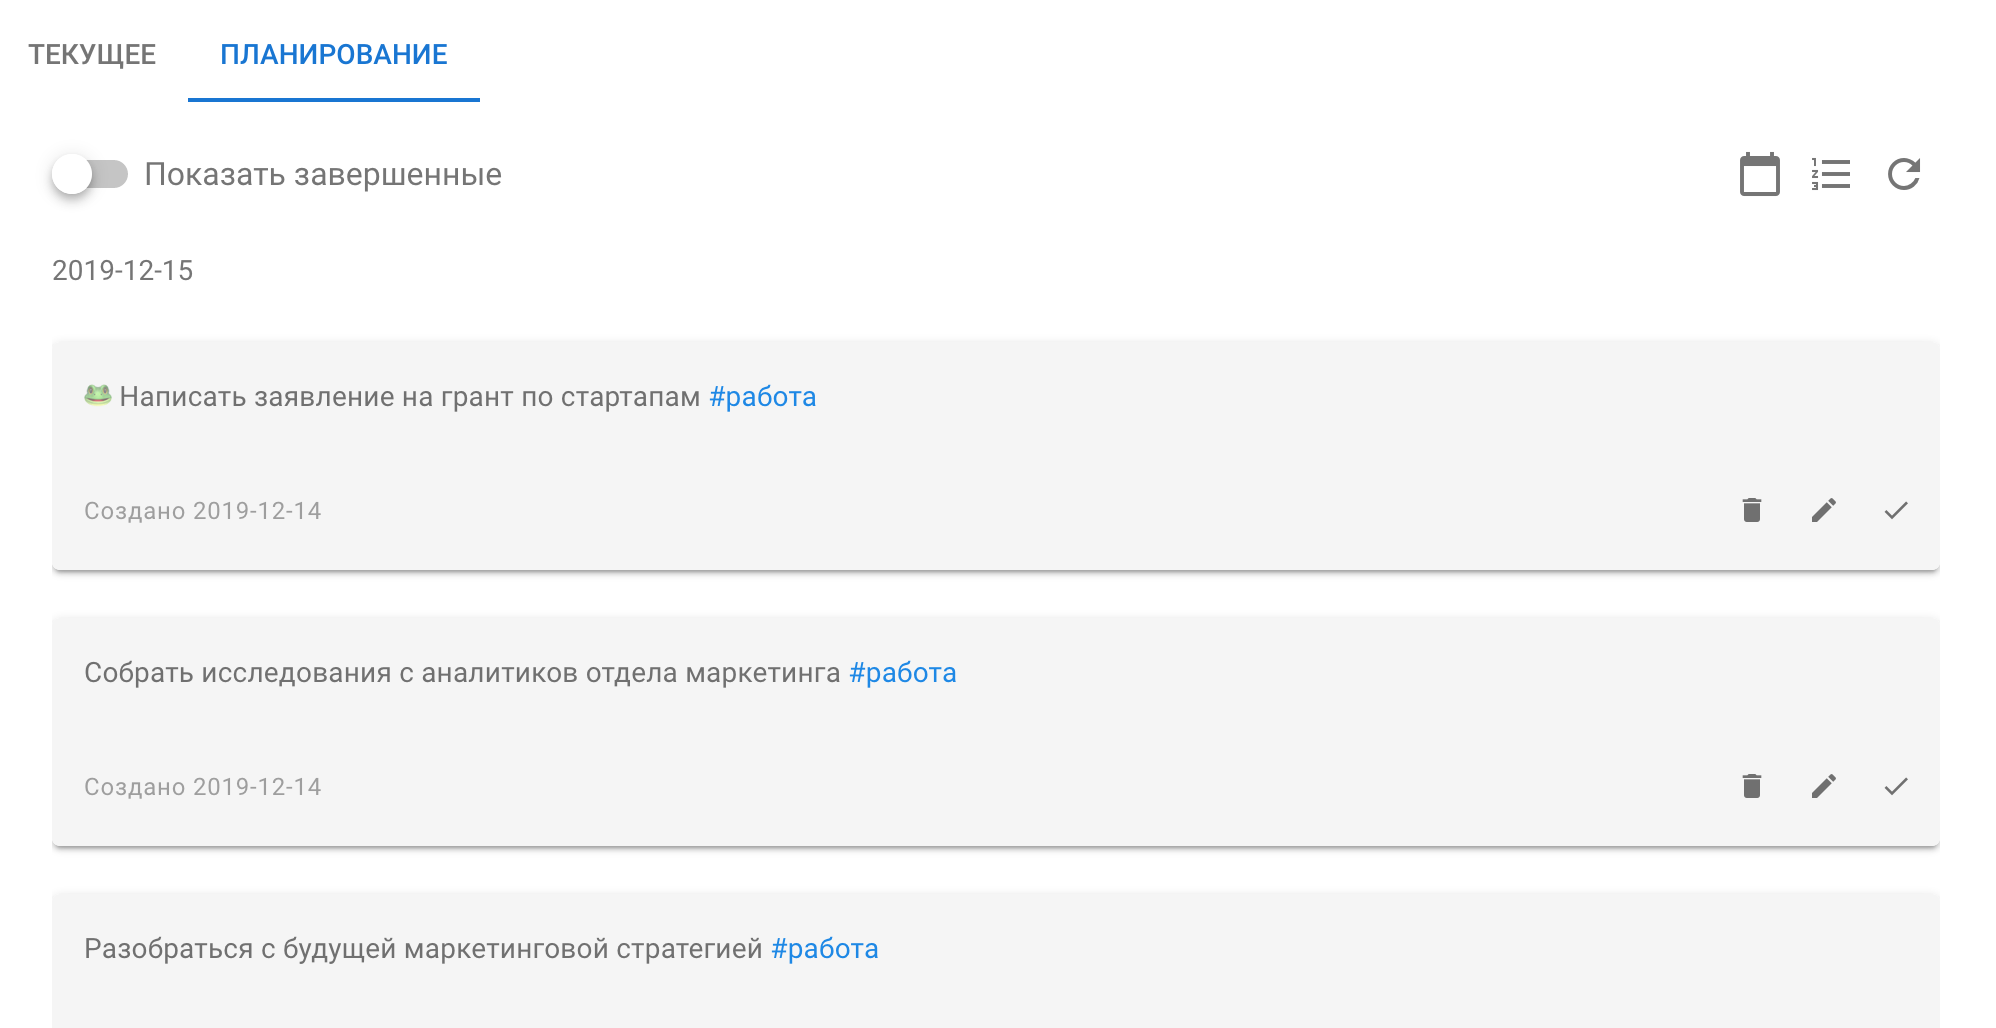 ТЕКУЩЕЕ ПЛАНИРОВАНИЕ
Показать завершенные
2019-12-15
🐸 Написать заявление на грант по стартапам #работа
Создано 2019-12-14
Собрать исследования с аналитиков отдела маркетинга #работа
Создано 2019-12-14
Разобраться с будущей маркетинговой стратегией #работа